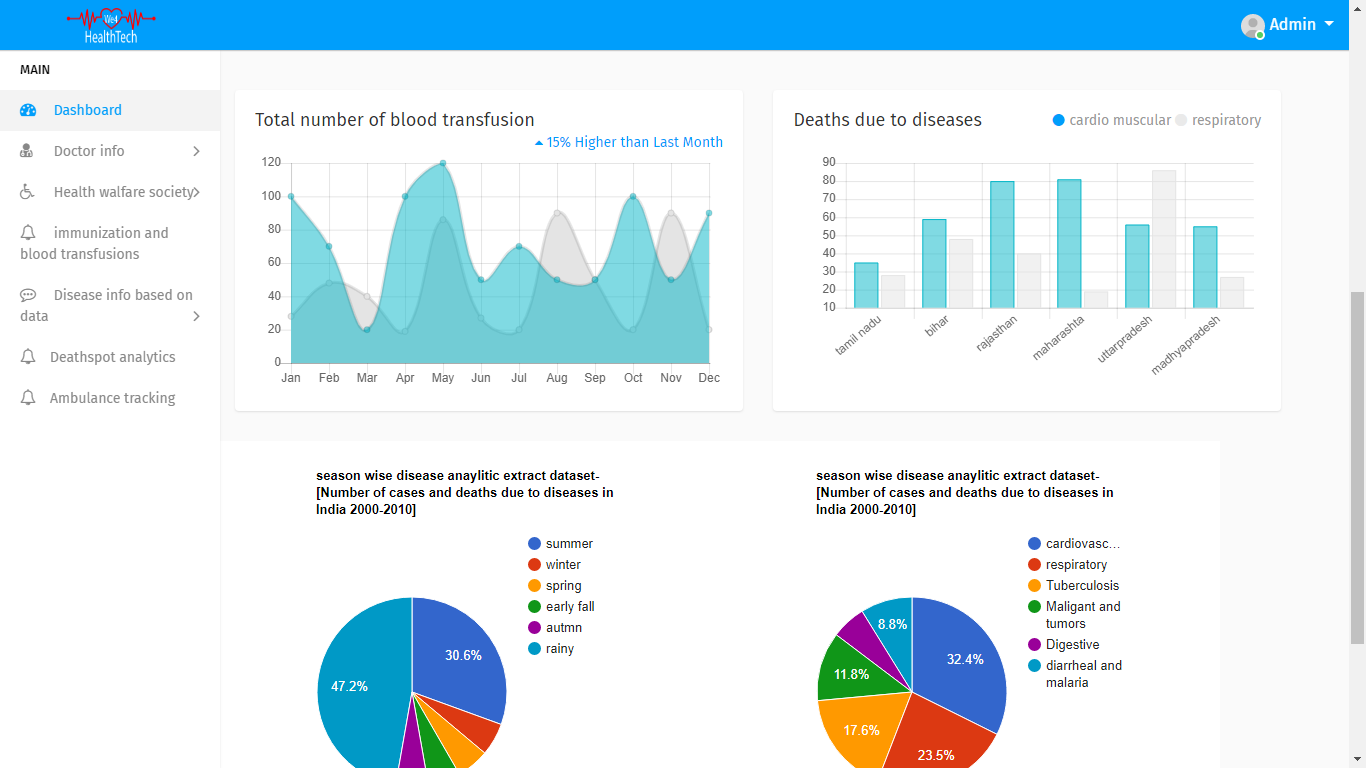 We4
HealthTech
Admin
MAIN
Dashboard
Doctor info
Health welfare society
immunization and
blood transfusions
Disease info based on
data
Deathspot analytics
Ambulance tracking
Total number of blood transfusion
15% Higher than Last Month
120
100
80
60
40
20
0
Jan Feb Mar Apr May Jun Jul Aug Sep Oct Nov Dec
Deaths due to diseases
cardio muscular respiratory
90
80
70
60
50
40
30
20
10
tamil nadu bihar rajasthan maharashta uttarpradesh madhyapradesh
season wise disease anaylitic extract dataset-
[Number of cases and deaths due to diseases in
India 2000-2010]
summer
winter
spring
early fall
autmn
rainy
30.6%
47.2%
season wise disease anaylitic extract dataset-
[Number of cases and deaths due to diseases in
India 2000-2010]
cardiovasc…
respiratory
Tuberculosis
Maligant and
tumors
Digestive
diarrheal and
malaria
8.8%
32.4%
11.8%
17.6%
23.5%